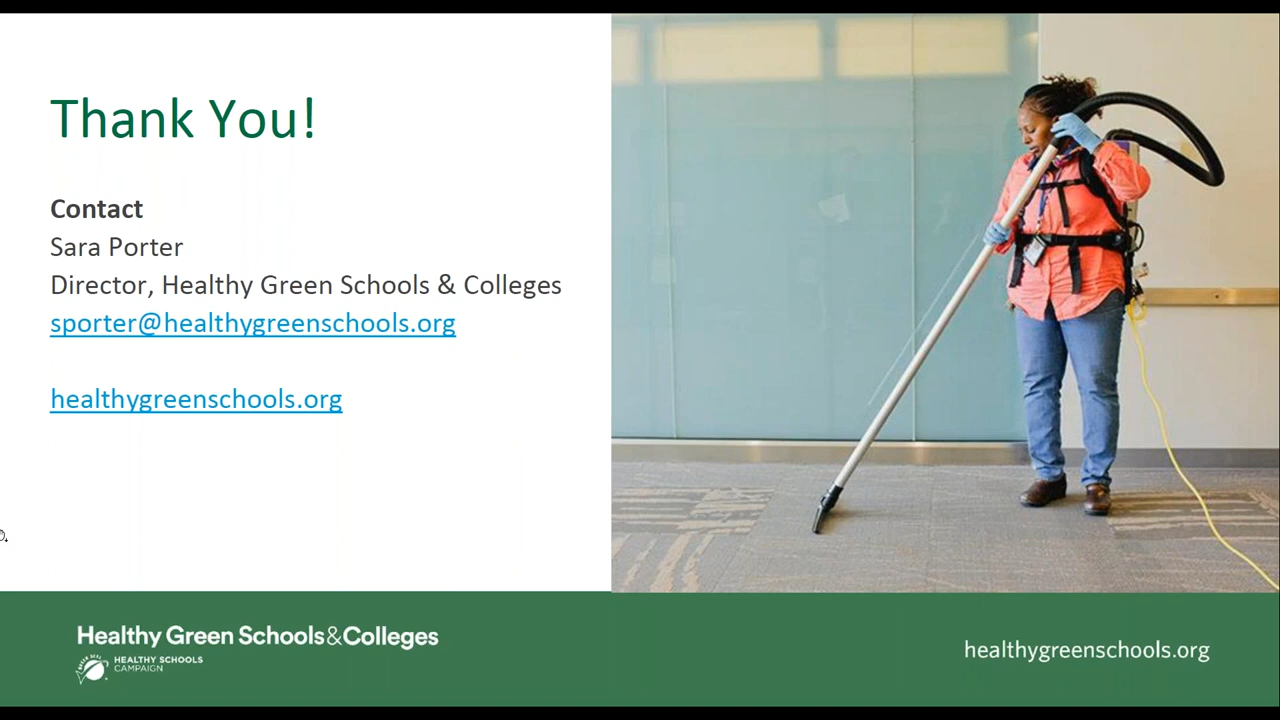 Thank You!
Contact
Sara Porter
Director, Healthy Green Schools & Colleges
sporter@healthygreenschools.org
healthygreenschools.org
Healthy Green Schools&Colleges
HEALTHY SCHOOLS
CAMPAIGN
healthygreenschools.org